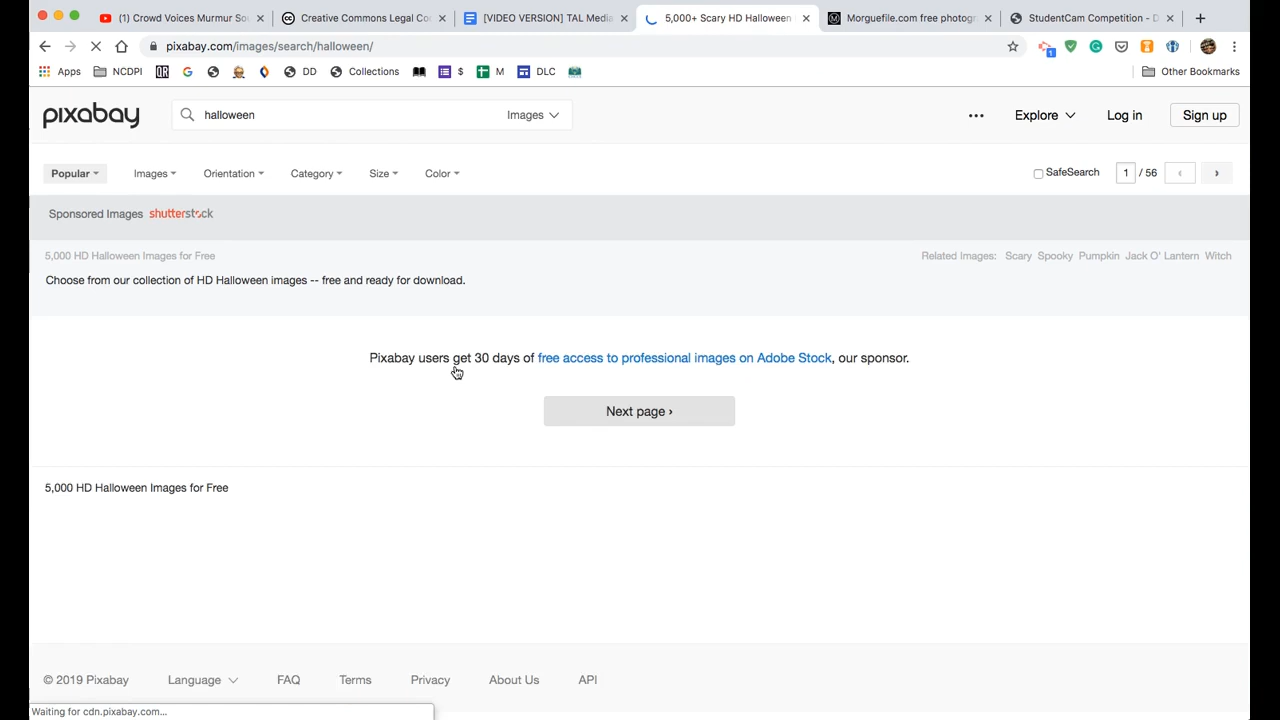 (1) Crowd Voices Murmur So
Creative Commons Legal Co
[VIDEO VERSION] TAL Media
5,000+ Scary HD Halloween
Morguefile.com free photogr
StudentCam Competition - D
pixabay.com/images/search/halloween/
Apps
NCDPI
DD
Collections
$
M
DLC
Other Bookmarks
pixabay
halloween
Images
Explore
Log in
Sign up
Popular
Images
Orientation
Category
Size
Color
SafeSearch
1 / 56
Sponsored Images shutterstock
5,000 HD Halloween Images for Free
Related Images: Scary Spooky Pumpkin Jack O' Lantern Witch
Choose from our collection of HD Halloween images -- free and ready for download.
Pixabay users get 30 days of free access to professional images on Adobe Stock, our sponsor.
Next page ›
5,000 HD Halloween Images for Free
© 2019 Pixabay
Language
FAQ
Terms
Privacy
About Us
API
Waiting for cdn.pixabay.com...